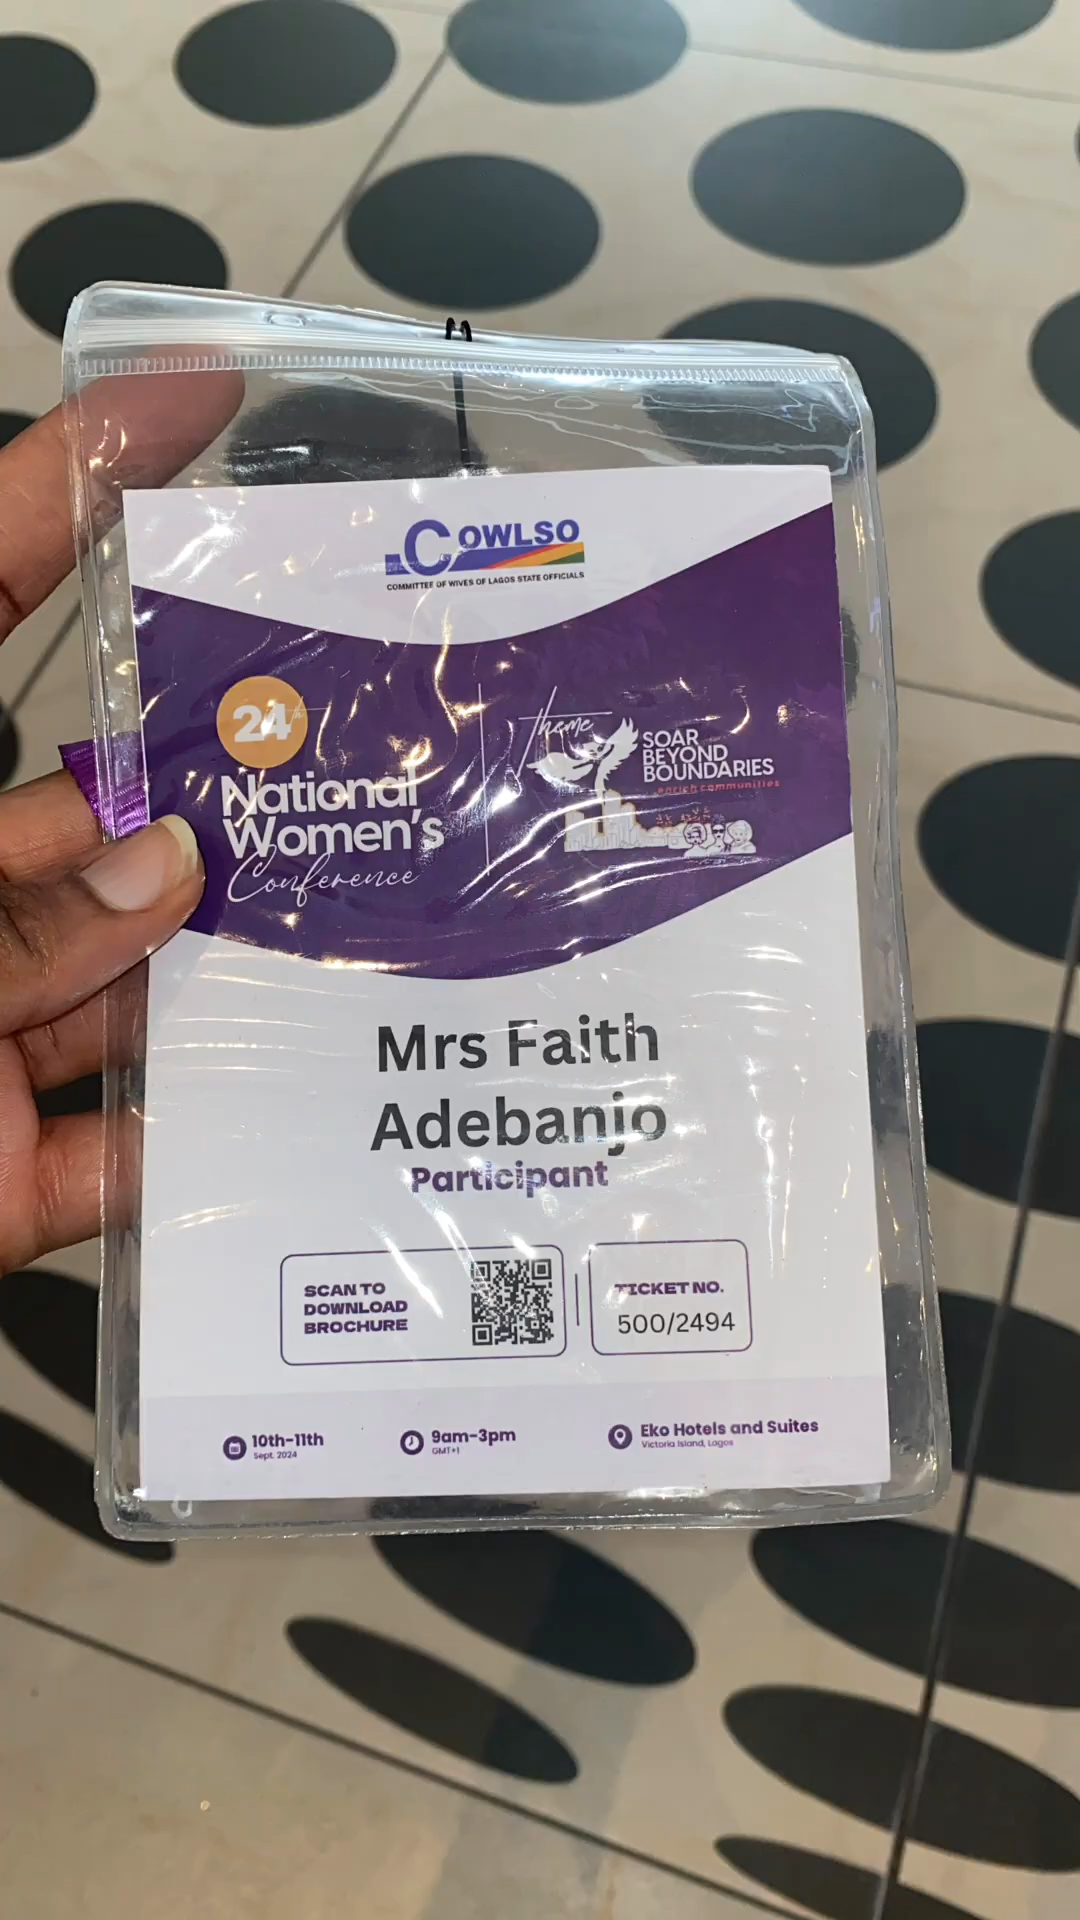 COWLSO
COMMITTEE OF WIVES OF LAGOS STATE OFFICIALS
24th
National
Women's
Conference
theme
SOAR
BEYOND
BOUNDARIES
enrich communities
Mrs Faith
Adebanjo
Participant
SCAN TO
DOWNLOAD
BROCHURE
TICKET NO.
500/2494
10th-11th
Sept. 2024
9am-3pm
GMT+1
Eko Hotels and Suites
Victoria Island, Lagos